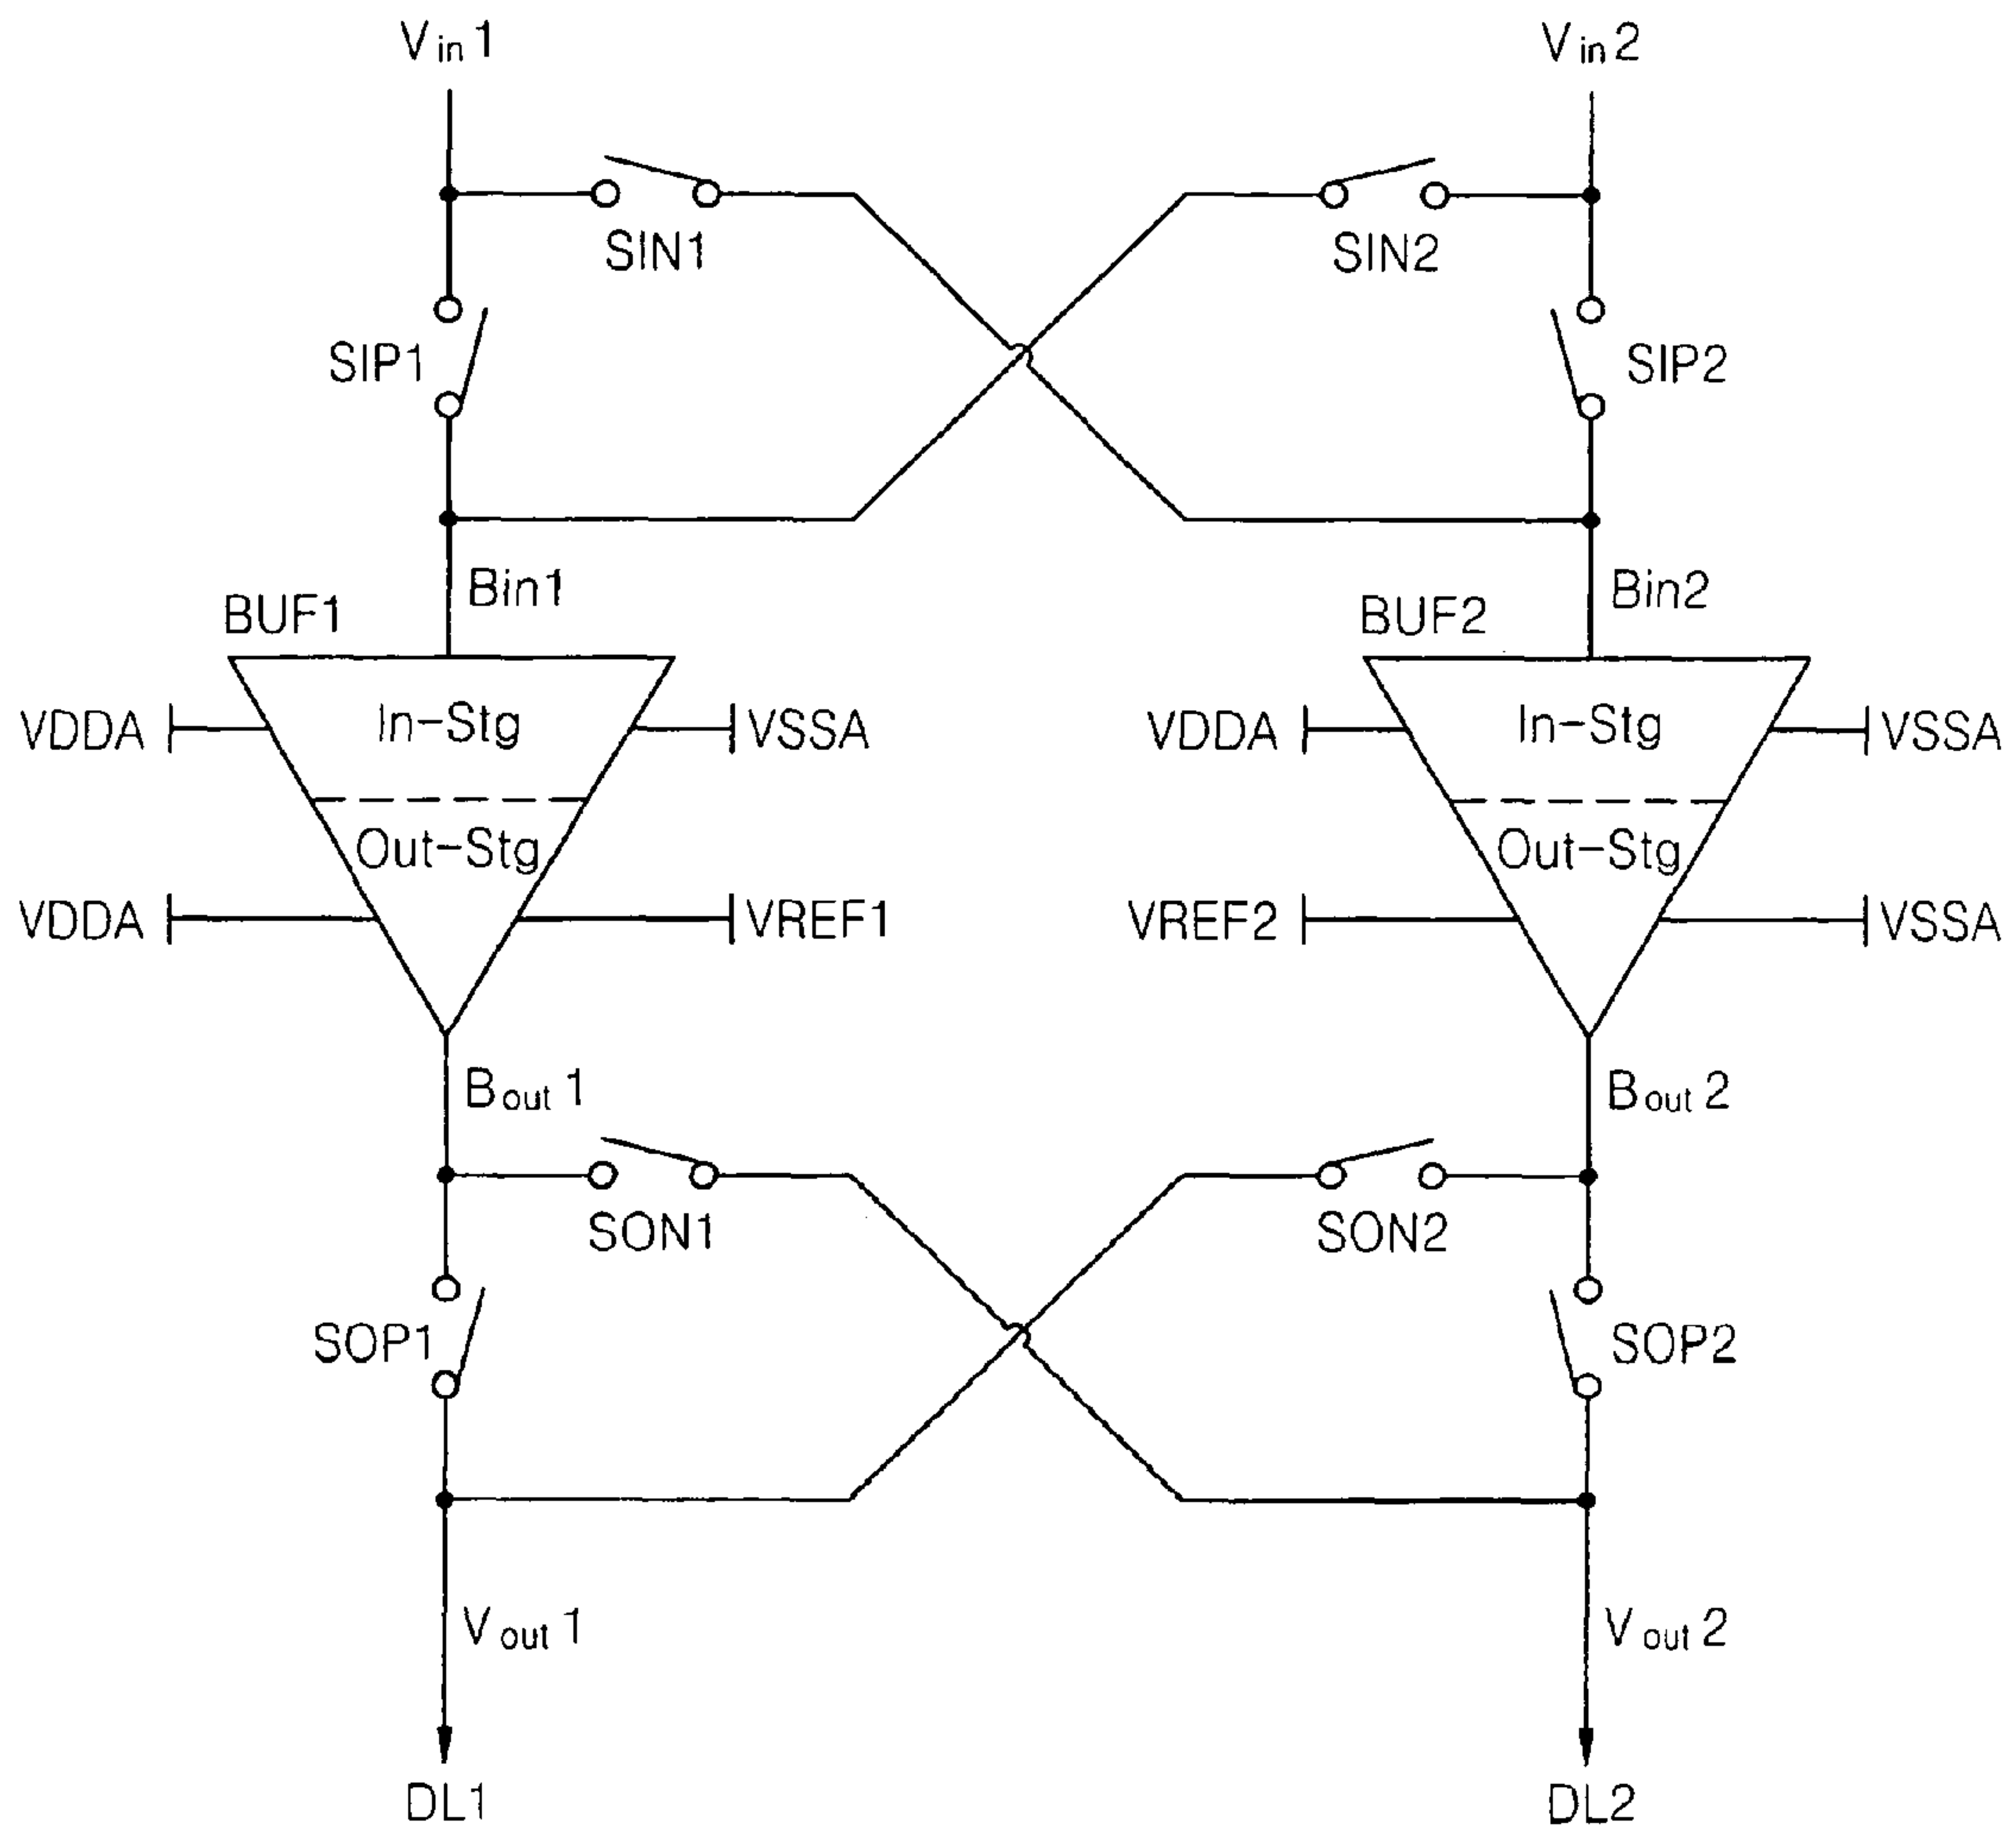 Vin1 Vin2
SIN1 SIN2
SIP1 SIP2
Bin1 Bin2
BUF1 BUF2
VDDA In-Stg VSSA VDDA In-Stg VSSA
Out-Stg Out-Stg
VDDA VREF1 VREF2 VSSA
Bout1 Bout2
SON1 SON2
SOP1 SOP2
Vout1 Vout2
DL1 DL2